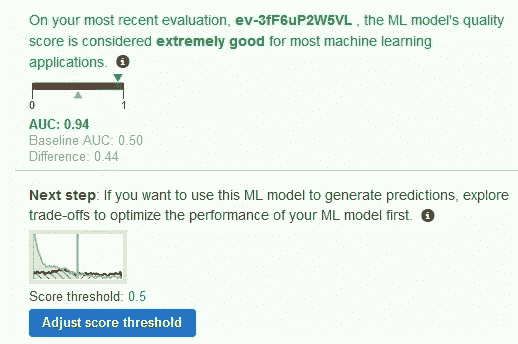 On your most recent evaluation, ev-3fF6uP2W5VL , the ML model's quality
score is considered extremely good for most machine learning
applications.
0 1
AUC: 0.94
Baseline AUC: 0.50
Difference: 0.44
Next step: If you want to use this ML model to generate predictions, explore
trade-offs to optimize the performance of your ML model first.
Score threshold: 0.5
Adjust score threshold